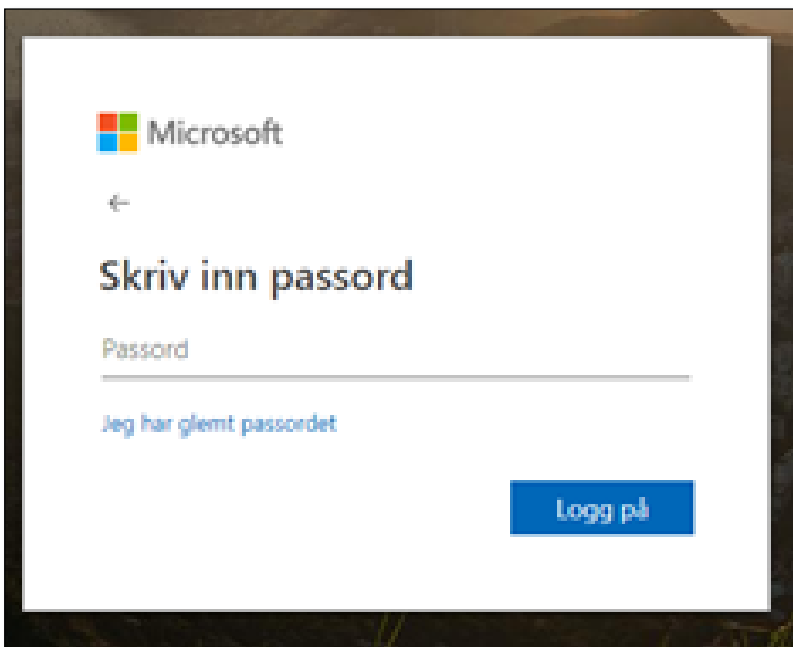 Microsoft
Skriv inn passord
Passord
Jeg har glemt passordet
Logg på